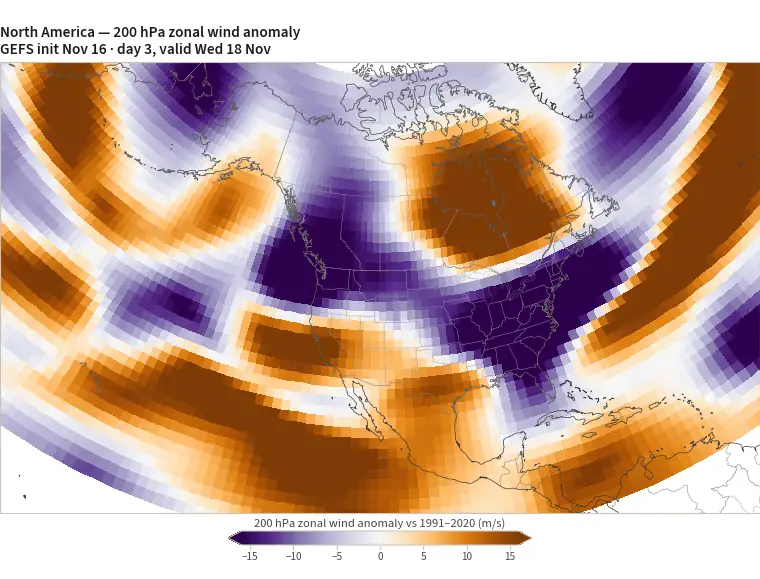 North America — 200 hPa zonal wind anomaly
GEFS init Nov 16 · day 3, valid Wed 18 Nov
200 hPa zonal wind anomaly vs 1991–2020 (m/s)
−15 −10 −5 0 5 10 15